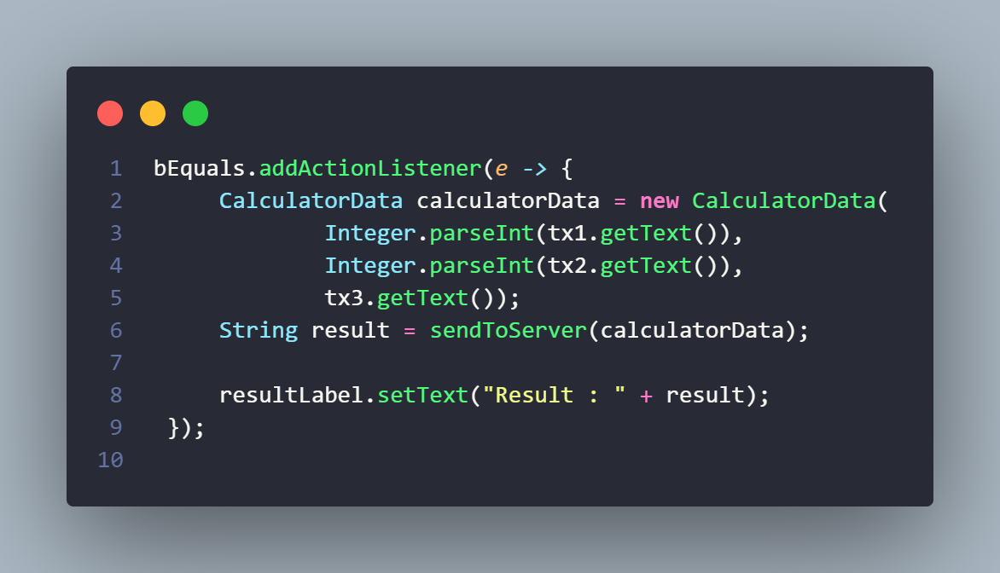 1 bEquals.addActionListener(e -> {
2 CalculatorData calculatorData = new CalculatorData(
3 Integer.parseInt(tx1.getText()),
4 Integer.parseInt(tx2.getText()),
5 tx3.getText());
6 String result = sendToServer(calculatorData);
7
8 resultLabel.setText("Result : " + result);
9 });
10